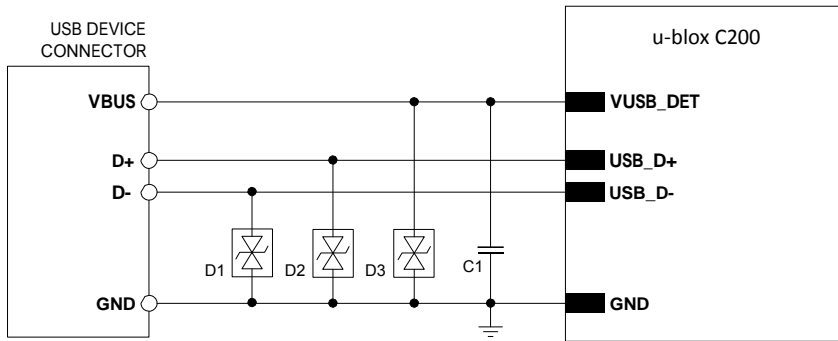 USB DEVICE
CONNECTOR
u-blox C200
VBUS
VUSB_DET
D+
USB_D+
D-
USB_D-
D1
D2
D3
C1
GND
GND